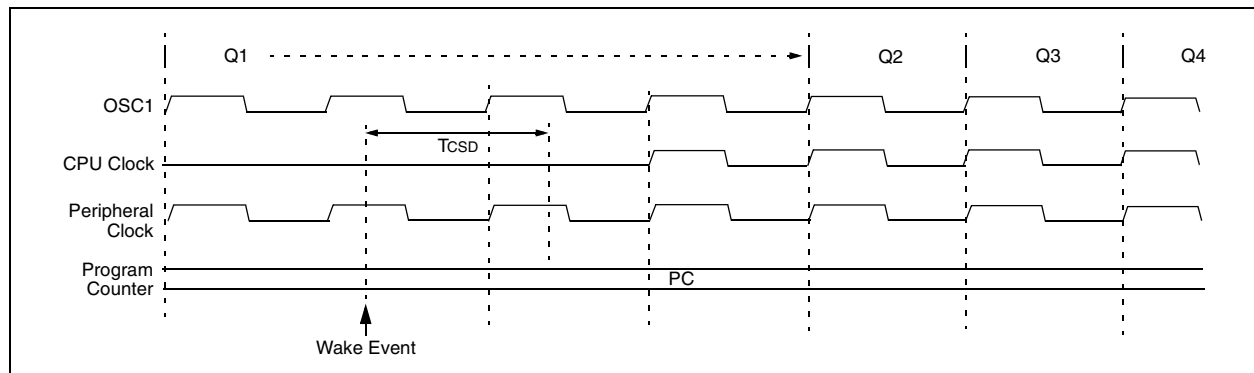 Q1
Q2
Q3
Q4
OSC1
TCSD
CPU Clock
Peripheral
Clock
Program
Counter
PC
Wake Event